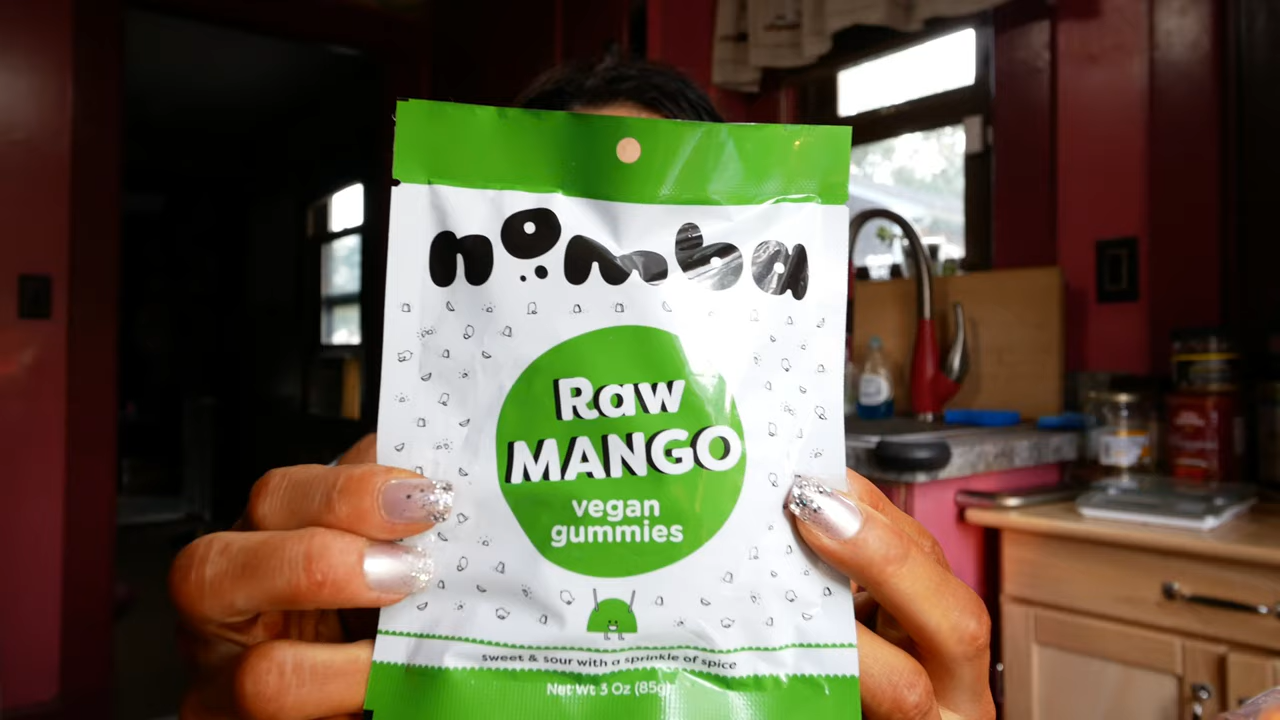 nomba
Raw
MANGO
vegan
gummies
sweet & sour with a sprinkle of spice
Net Wt 3 Oz (85g)